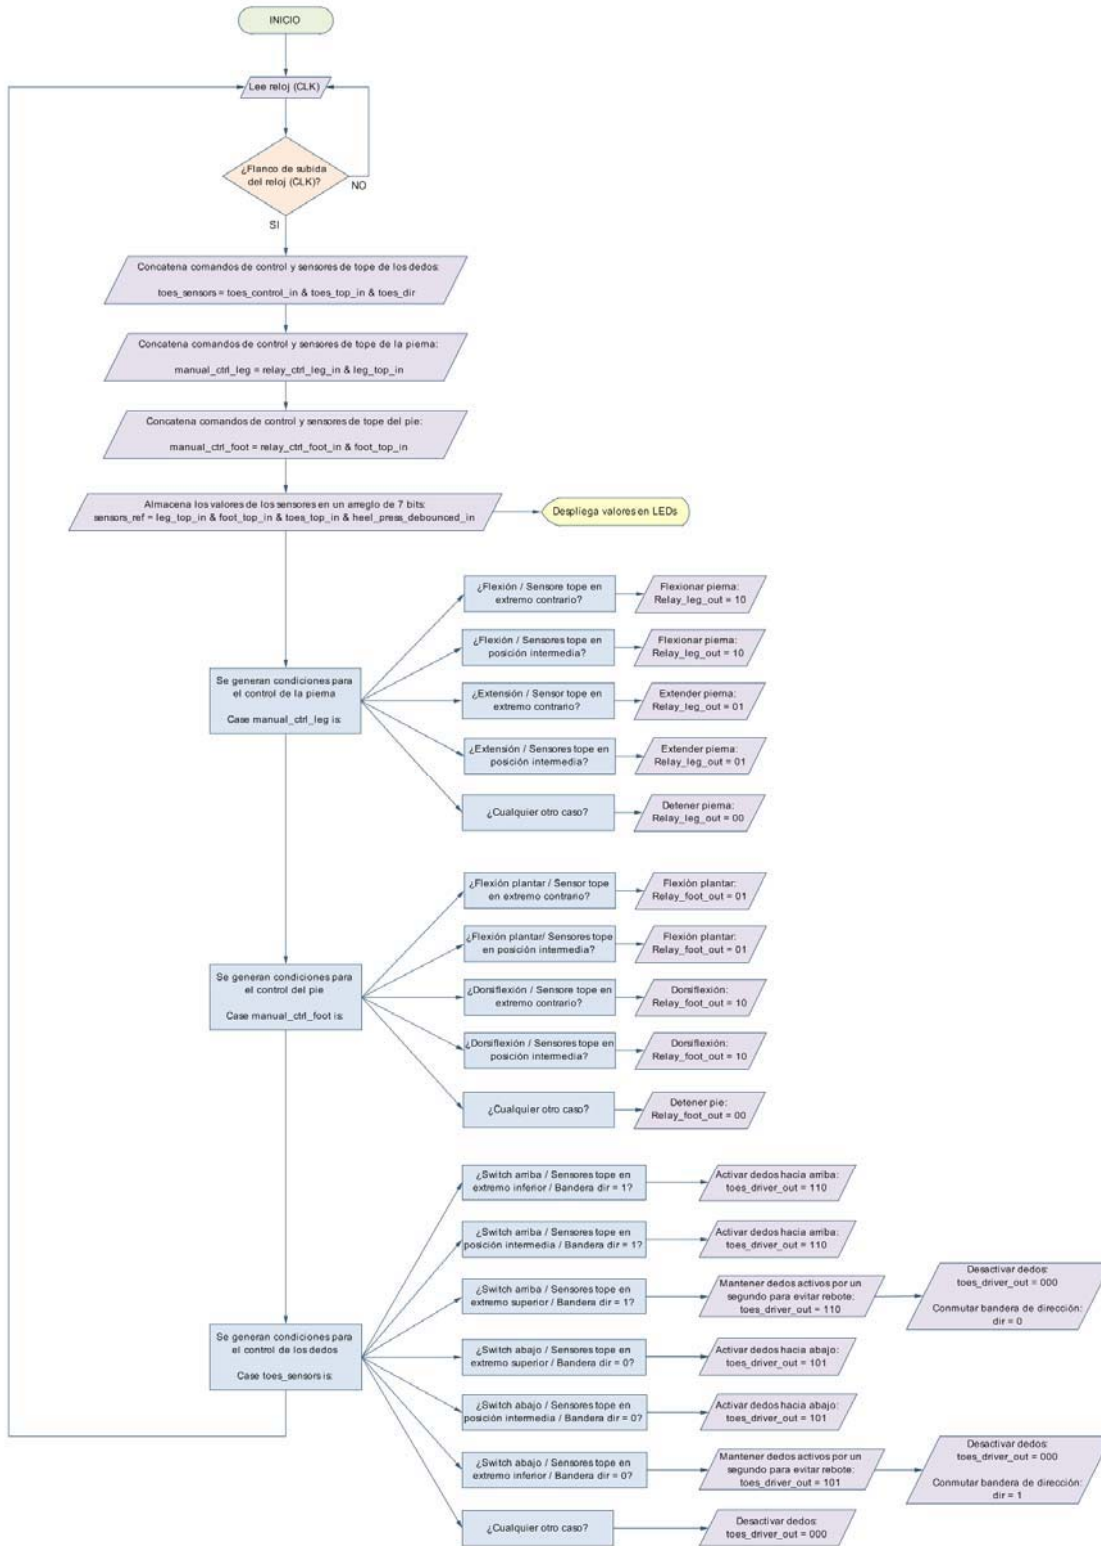 INICIO
Lee reloj (CLK)
¿Flanco de subida
del reloj (CLK)?
NO
SI
Concatena comandos de control y sensores de tope de los dedos:
toes_sensors = toes_control_in & toes_top_in & toes_dir
Concatena comandos de control y sensores de tope de la pierna:
manual_ctrl_leg = relay_ctrl_leg_in & leg_top_in
Concatena comandos de control y sensores de tope del pie:
manual_ctrl_foot = relay_ctrl_foot_in & foot_top_in
Almacena los valores de los sensores en un arreglo de 7 bits:
sensors_ref = leg_top_in & foot_top_in & toes_top_in & heel_press_debounced_in
Despliega valores en LEDs
Se generan condiciones para
el control de la pierna
Case manual_ctrl_leg is:
¿Flexión / Sensore tope en
extremo contrario?
Flexionar pierna:
Relay_leg_out = 10
¿Flexión / Sensores tope en
posición intermedia?
Flexionar pierna:
Relay_leg_out = 10
¿Extensión / Sensor tope en
extremo contrario?
Extender pierna:
Relay_leg_out = 01
¿Extensión / Sensores tope en
posición intermedia?
Extender pierna:
Relay_leg_out = 01
¿Cualquier otro caso?
Detener pierna:
Relay_leg_out = 00
Se generan condiciones para
el control del pie
Case manual_ctrl_foot is:
¿Flexión plantar / Sensor tope
en extremo contrario?
Flexión plantar:
Relay_foot_out = 01
¿Flexión plantar/ Sensores tope
en posición intermedia?
Flexión plantar:
Relay_foot_out = 01
¿Dorsiflexión / Sensore tope en
extremo contrario?
Dorsiflexión:
Relay_foot_out = 10
¿Dorsiflexión / Sensores tope en
posición intermedia?
Dorsiflexión:
Relay_foot_out = 10
¿Cualquier otro caso?
Detener pie:
Relay_foot_out = 00
Se generan condiciones para
el control de los dedos
Case toes_sensors is:
¿Switch arriba / Sensores tope en
extremo inferior / Bandera dir = 1?
Activar dedos hacia arriba:
toes_driver_out = 110
¿Switch arriba / Sensores tope en
posición intermedia / Bandera dir = 1?
Activar dedos hacia arriba:
toes_driver_out = 110
¿Switch arriba / Sensores tope en
extremo superior / Bandera dir = 1?
Mantener dedos activos por un
segundo para evitar rebote:
toes_driver_out = 110
Desactivar dedos:
toes_driver_out = 000
Conmutar bandera de dirección:
dir = 0
¿Switch abajo / Sensores tope en
extremo superior / Bandera dir = 0?
Activar dedos hacia abajo:
toes_driver_out = 101
¿Switch abajo / Sensores tope en
posición intermedia / Bandera dir = 0?
Activar dedos hacia abajo:
toes_driver_out = 101
¿Switch abajo / Sensores tope en
extremo inferior / Bandera dir = 0?
Mantener dedos activos por un
segundo para evitar rebote:
toes_driver_out = 101
Desactivar dedos:
toes_driver_out = 000
Conmutar bandera de dirección:
dir = 1
¿Cualquier otro caso?
Desactivar dedos:
toes_driver_out = 000